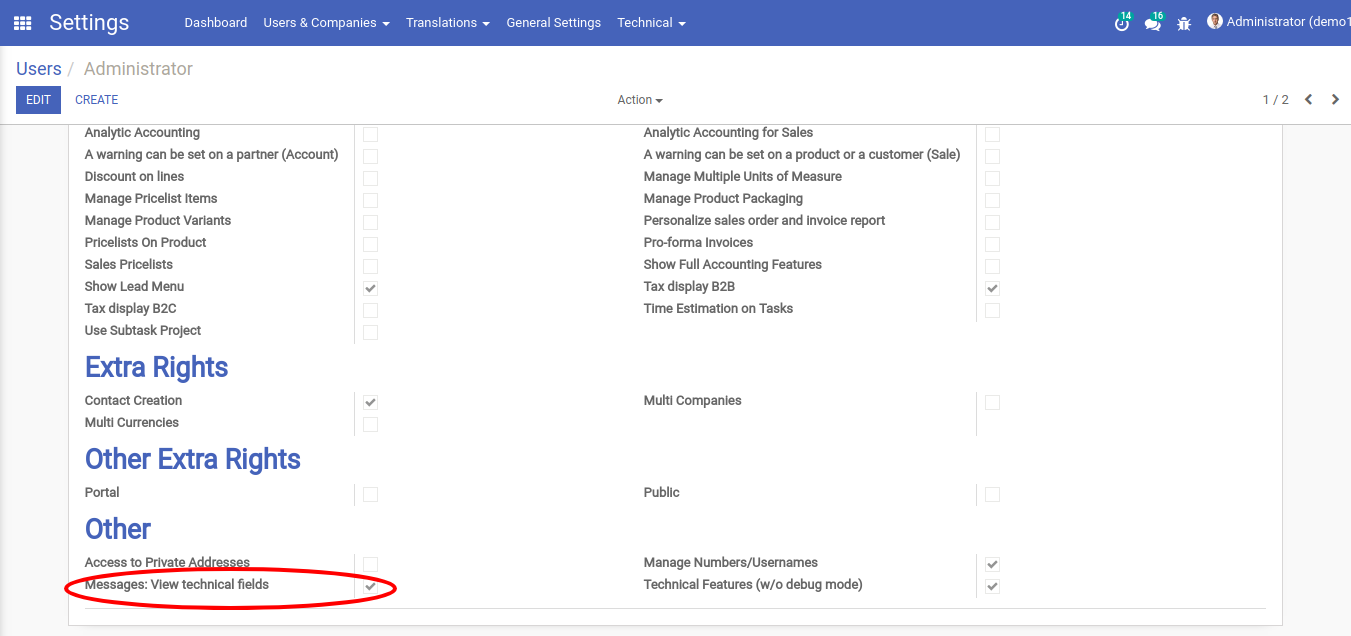 Settings Dashboard Users & Companies Translations General Settings Technical 14 16 Administrator (demo1
Users / Administrator
EDIT CREATE Action 1 / 2
Analytic Accounting Analytic Accounting for Sales
A warning can be set on a partner (Account) A warning can be set on a product or a customer (Sale)
Discount on lines Manage Multiple Units of Measure
Manage Pricelist Items Manage Product Packaging
Manage Product Variants Personalize sales order and invoice report
Pricelists On Product Pro-forma Invoices
Sales Pricelists Show Full Accounting Features
Show Lead Menu Tax display B2B
Tax display B2C Time Estimation on Tasks
Use Subtask Project
Extra Rights
Contact Creation Multi Companies
Multi Currencies
Other Extra Rights
Portal Public
Other
Access to Private Addresses Manage Numbers/Usernames
Messages: View technical fields Technical Features (w/o debug mode)